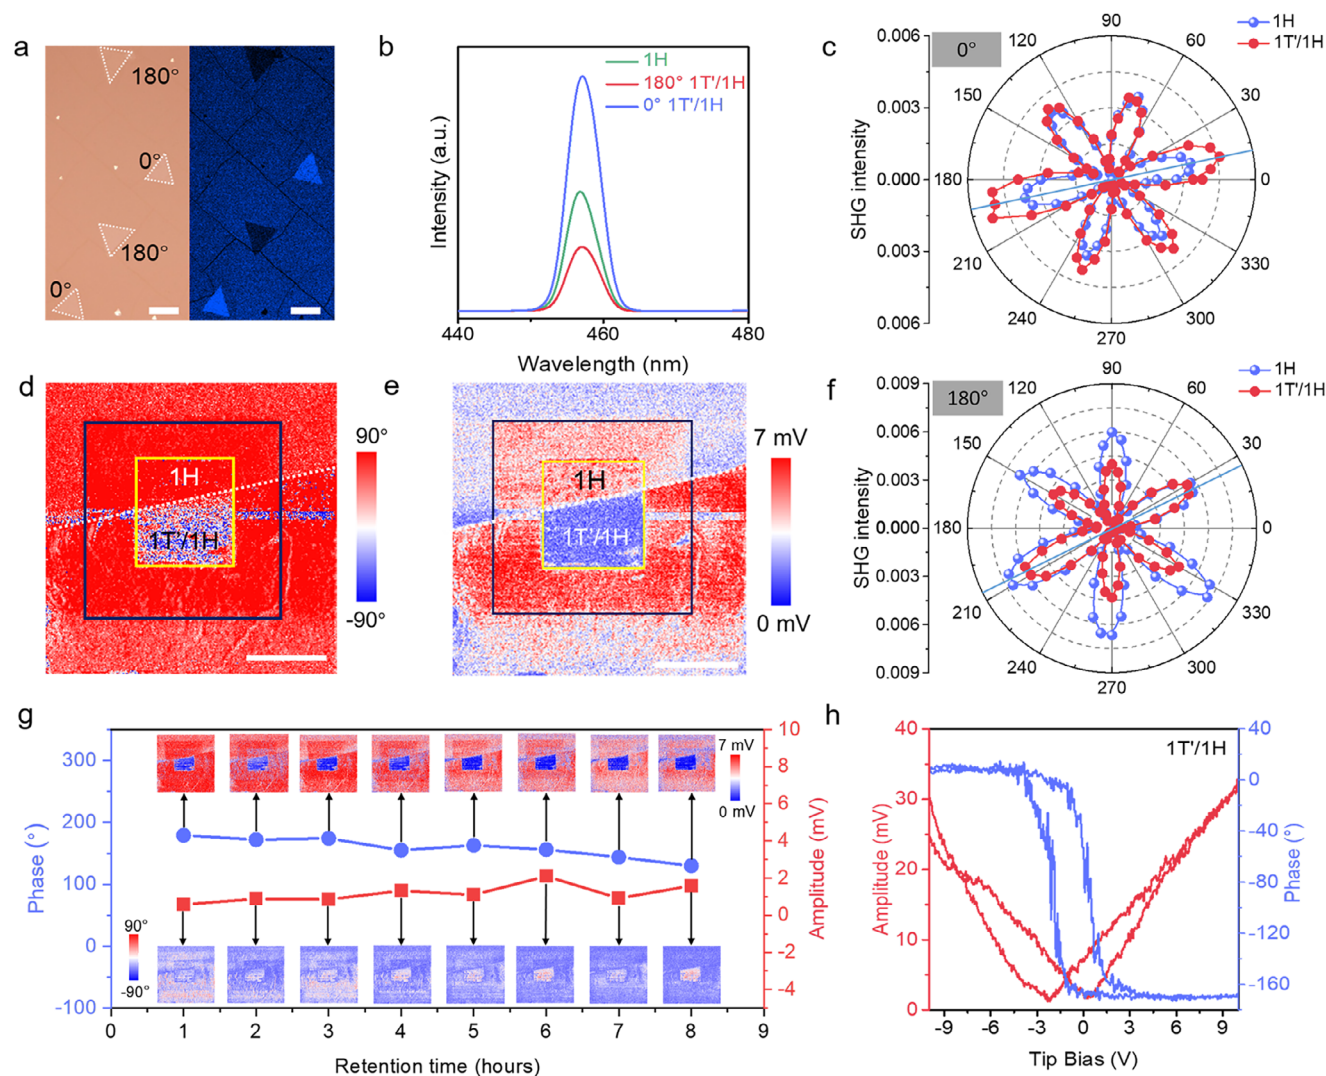 a
180°
0°
180°
0°
b
1H
180° 1T'/1H
0° 1T'/1H
Intensity (a.u.)
440
460
480
Wavelength (nm)
c
0°
1H
1T'/1H
SHG intensity
0.006
0.003
0.000
0.003
0.006
90
60
30
0
330
300
270
240
210
180
150
120
d
1H
1T'/1H
90°
-90°
e
1H
1T'/1H
7 mV
0 mV
f
180°
1H
1T'/1H
SHG intensity
0.009
0.006
0.003
0.000
0.003
0.006
0.009
90
60
30
0
330
300
270
240
210
180
150
120
g
Phase (°)
300
200
100
0
-100
90°
-90°
7 mV
0 mV
10
8
6
4
2
0
-2
-4
Amplitude (mV)
0 1 2 3 4 5 6 7 8 9
Retention time (hours)
h
1T'/1H
Amplitude (mV)
40
30
20
10
0
40
0
-40
-80
-120
-160
Phase (°)
-9 -6 -3 0 3 6 9
Tip Bias (V)